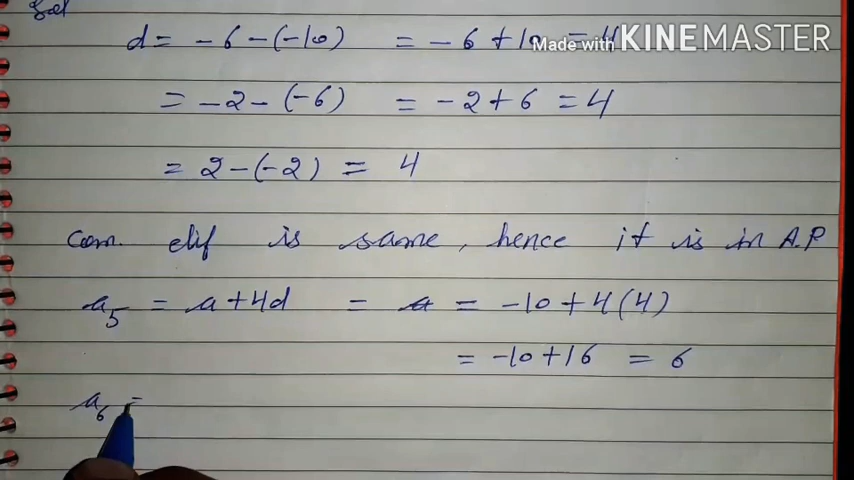 Sol
d = -6-(-10) = -6+10 = 4
Made with KINEMASTER
= -2-(-6) = -2+6 = 4
= 2-(-2) = 4
Com. dif is same, hence it is in A.P
a5 = a+4d = a = -10+4(4)
= -10+16 = 6
a6 =